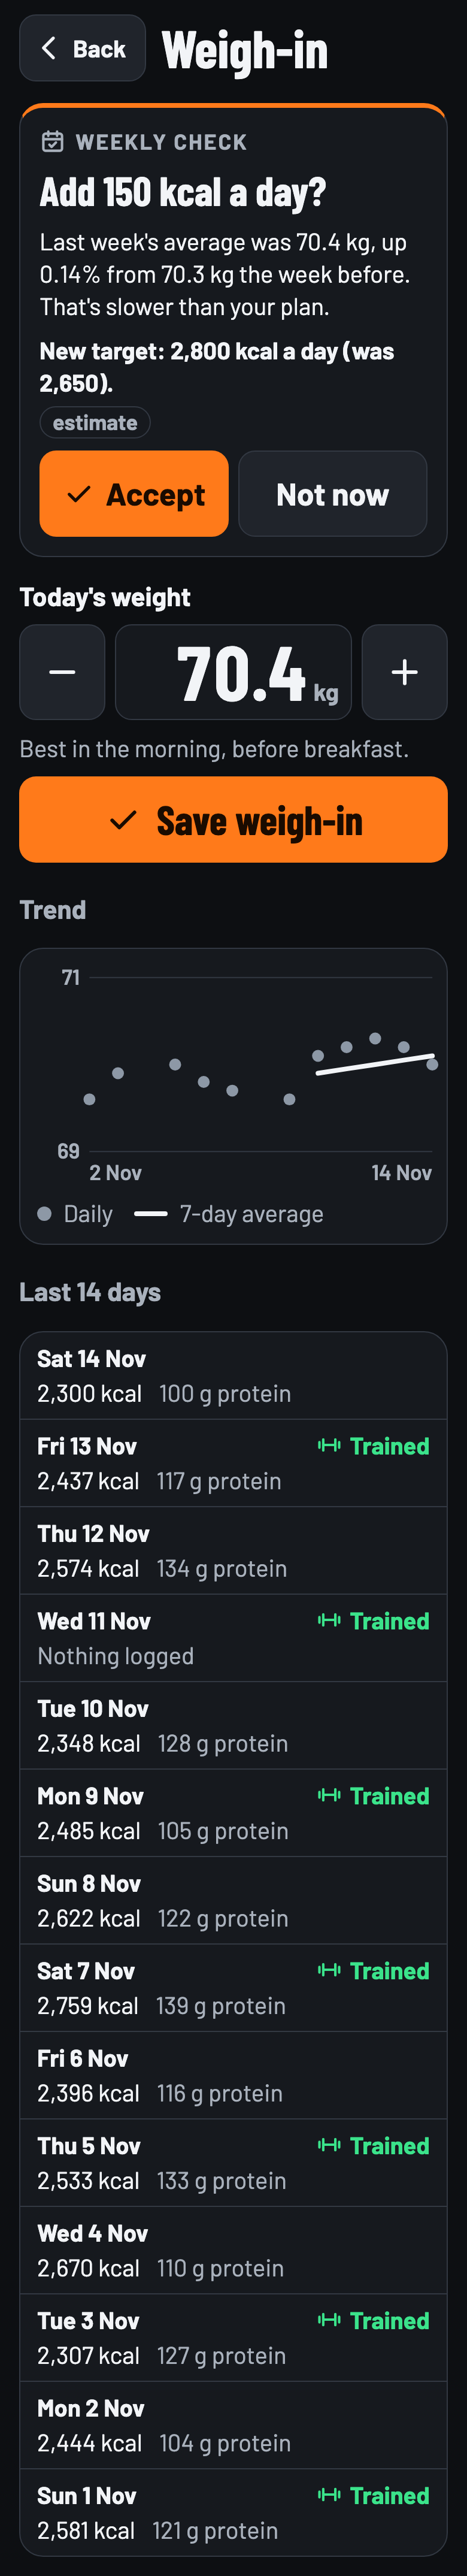 Back
Weigh-in
WEEKLY CHECK
Add 150 kcal a day?
Last week's average was 70.4 kg, up
0.14% from 70.3 kg the week before.
That's slower than your plan.
New target: 2,800 kcal a day (was
2,650).
estimate
Accept
Not now
Today's weight
70.4 kg
Best in the morning, before breakfast.
Save weigh-in
Trend
71
69
2 Nov
14 Nov
Daily
7-day average
Last 14 days
Sat 14 Nov
2,300 kcal 100 g protein
Fri 13 Nov Trained
2,437 kcal 117 g protein
Thu 12 Nov
2,574 kcal 134 g protein
Wed 11 Nov Trained
Nothing logged
Tue 10 Nov
2,348 kcal 128 g protein
Mon 9 Nov Trained
2,485 kcal 105 g protein
Sun 8 Nov
2,622 kcal 122 g protein
Sat 7 Nov Trained
2,759 kcal 139 g protein
Fri 6 Nov
2,396 kcal 116 g protein
Thu 5 Nov Trained
2,533 kcal 133 g protein
Wed 4 Nov
2,670 kcal 110 g protein
Tue 3 Nov Trained
2,307 kcal 127 g protein
Mon 2 Nov
2,444 kcal 104 g protein
Sun 1 Nov Trained
2,581 kcal 121 g protein